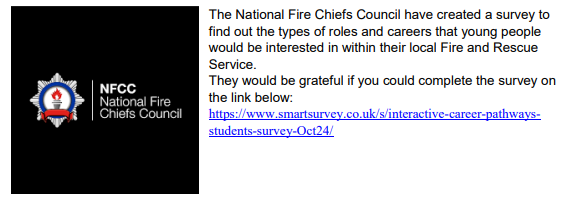 NFCC
National Fire
Chiefs Council
The National Fire Chiefs Council have created a survey to
find out the types of roles and careers that young people
would be interested in within their local Fire and Rescue
Service.
They would be grateful if you could complete the survey on
the link below:
https://www.smartsurvey.co.uk/s/interactive-career-pathways-
students-survey-Oct24/